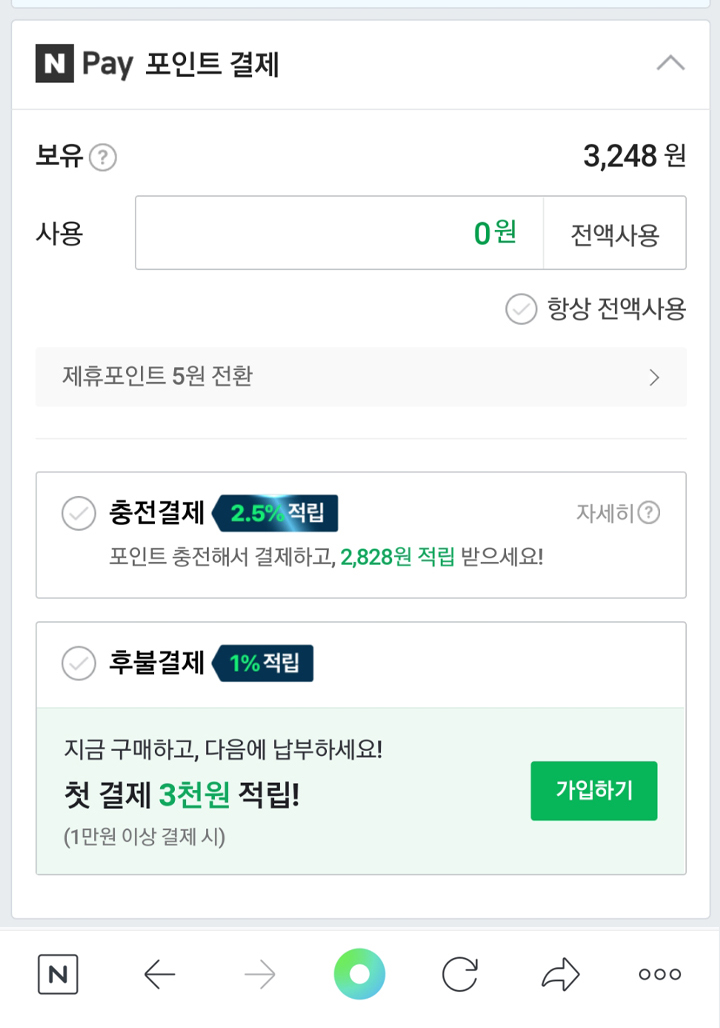 N Pay 포인트 결제
보유 ? 3,248 원
사용 0원 전액사용
항상 전액사용
제휴포인트 5원 전환
충전결제 2.5% 적립 자세히 ?
포인트 충전해서 결제하고, 2,828원 적립 받으세요!
후불결제 1% 적립
지금 구매하고, 다음에 납부하세요!
첫 결제 3천원 적립!
가입하기
(1만원 이상 결제 시)
N